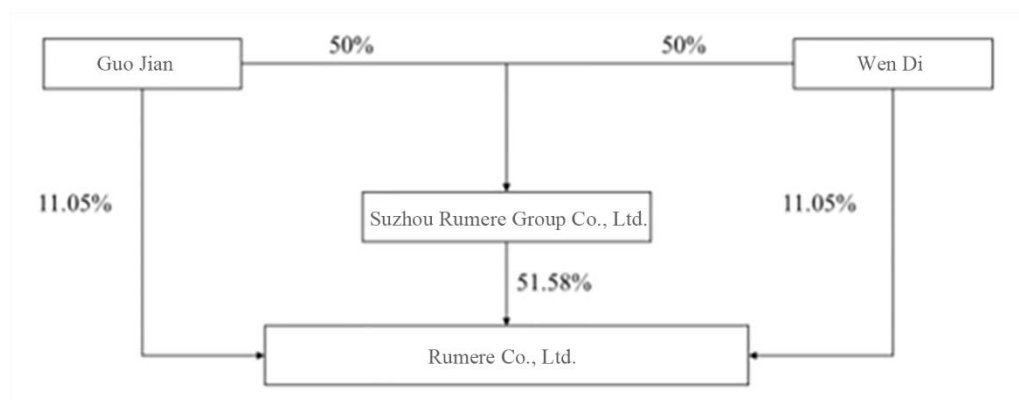 50%
50%
Guo Jian
Wen Di
11.05%
11.05%
Suzhou Rumere Group Co., Ltd.
51.58%
Rumere Co., Ltd.